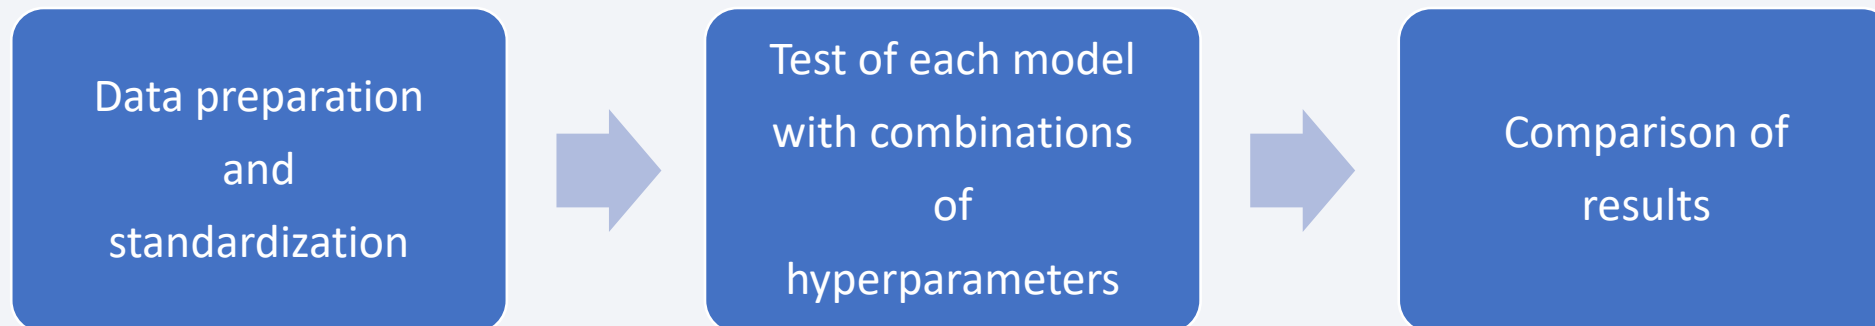 Data preparation
and
standardization
Test of each model
with combinations
of
hyperparameters
Comparison of
results